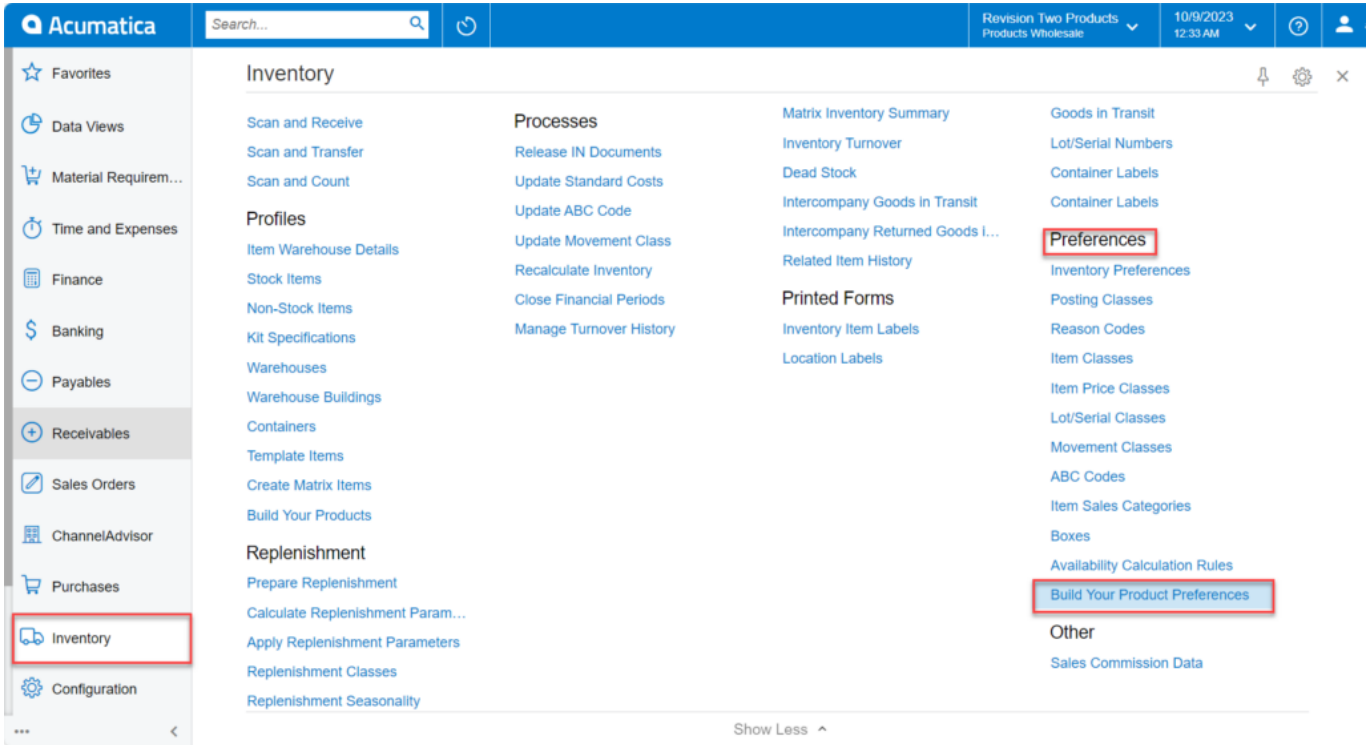 Acumatica
Search...
Revision Two Products
Products Wholesale
10/9/2023
12:33 AM
Favorites
Data Views
Material Requirem...
Time and Expenses
Finance
Banking
Payables
Receivables
Sales Orders
ChannelAdvisor
Purchases
Inventory
Configuration
Inventory
Scan and Receive
Scan and Transfer
Scan and Count
Profiles
Item Warehouse Details
Stock Items
Non-Stock Items
Kit Specifications
Warehouses
Warehouse Buildings
Containers
Template Items
Create Matrix Items
Build Your Products
Replenishment
Prepare Replenishment
Calculate Replenishment Param...
Apply Replenishment Parameters
Replenishment Classes
Replenishment Seasonality
Processes
Release IN Documents
Update Standard Costs
Update ABC Code
Update Movement Class
Recalculate Inventory
Close Financial Periods
Manage Turnover History
Matrix Inventory Summary
Inventory Turnover
Dead Stock
Intercompany Goods in Transit
Intercompany Returned Goods i...
Related Item History
Printed Forms
Inventory Item Labels
Location Labels
Goods in Transit
Lot/Serial Numbers
Container Labels
Container Labels
Preferences
Inventory Preferences
Posting Classes
Reason Codes
Item Classes
Item Price Classes
Lot/Serial Classes
Movement Classes
ABC Codes
Item Sales Categories
Boxes
Availability Calculation Rules
Build Your Product Preferences
Other
Sales Commission Data
Show Less